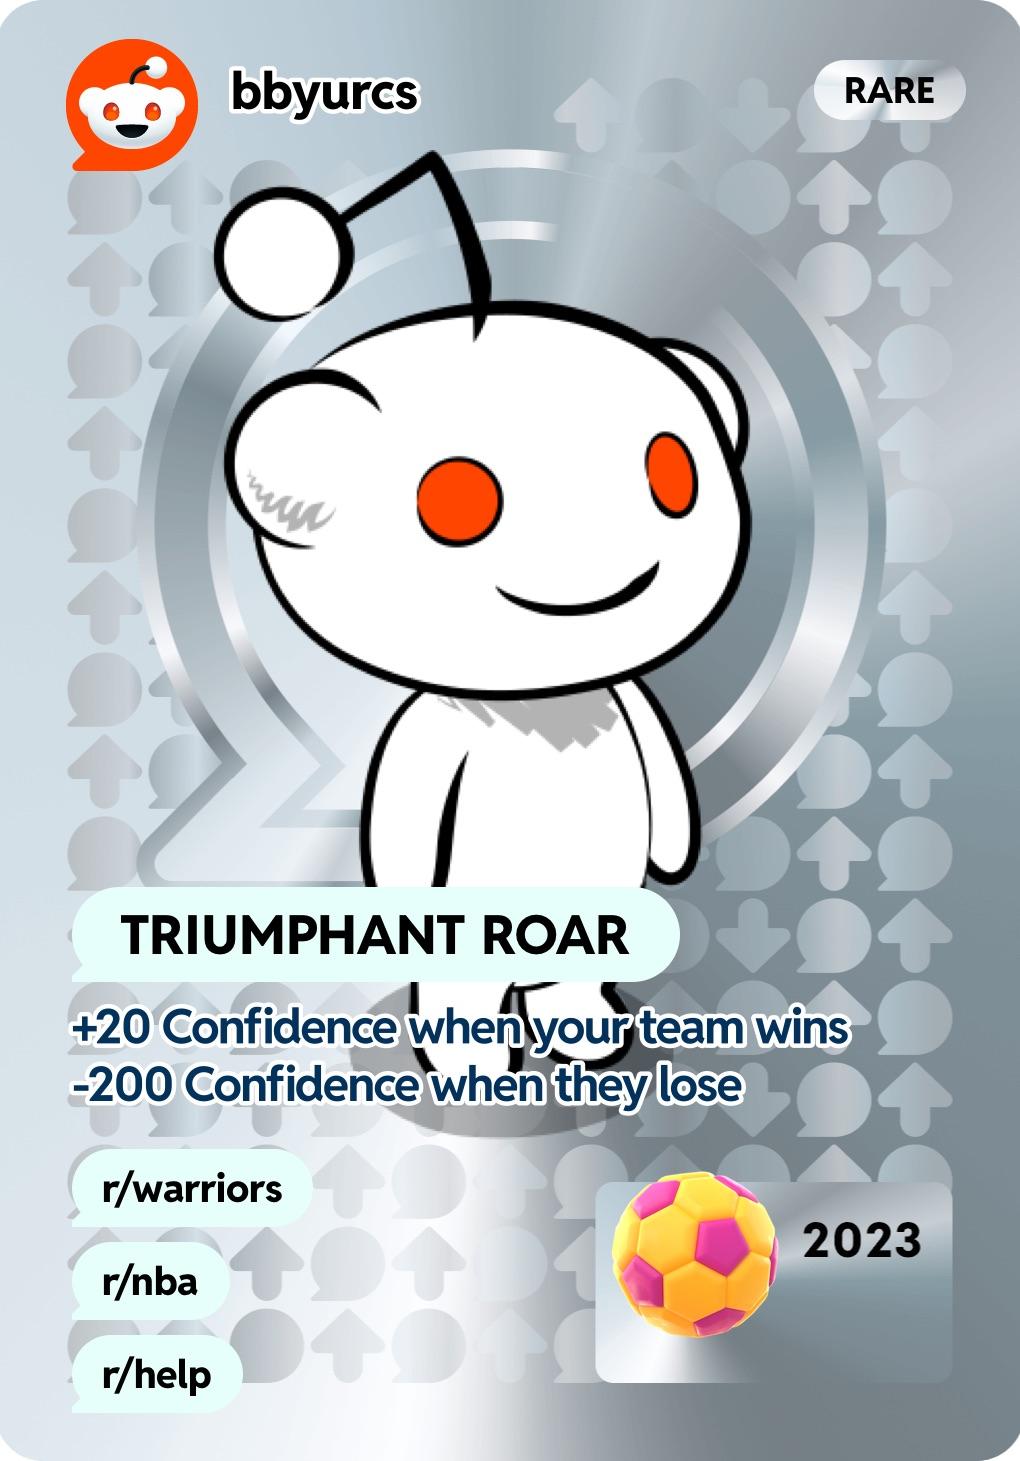 bbyurcs
RARE
TRIUMPHANT ROAR
+20 Confidence when your team wins
-200 Confidence when they lose
r/warriors
r/nba
r/help
2023